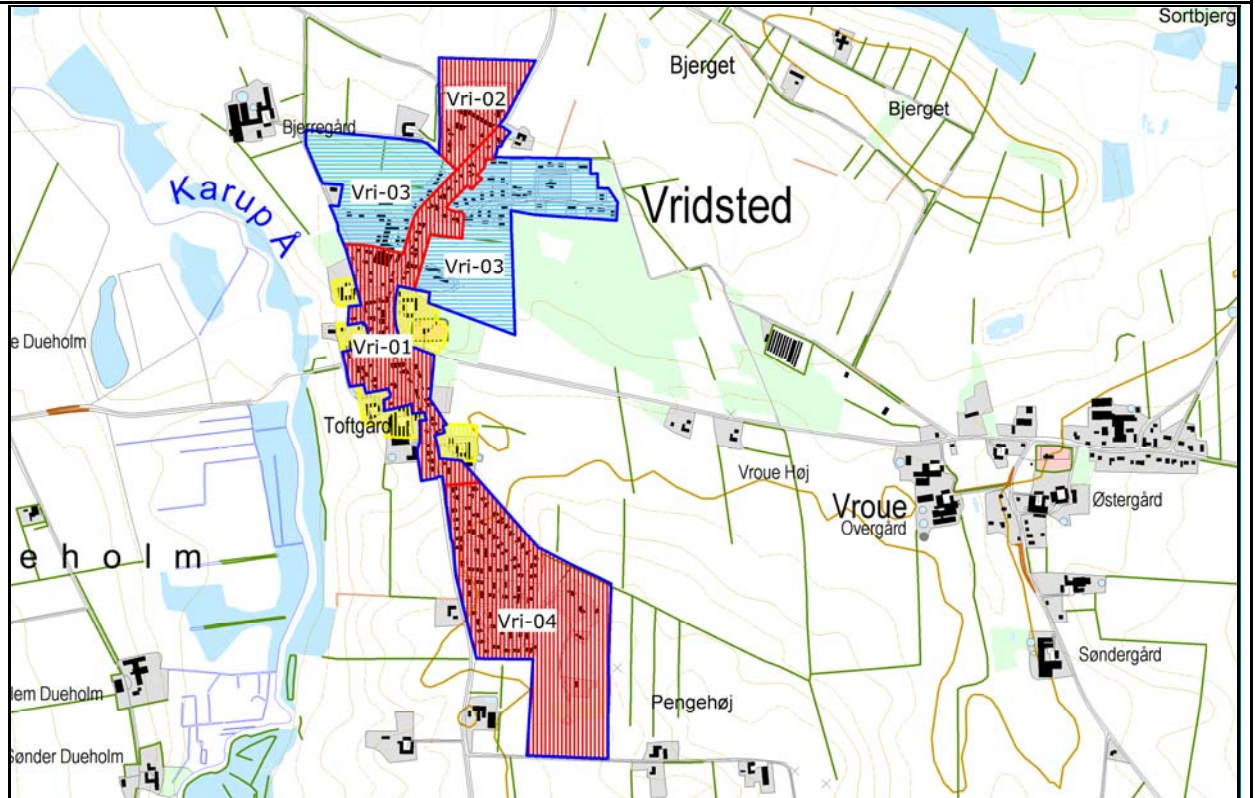 Sortbjerg
Bjerget
Vri-02
Bjerget
Bjerregård
Vri-03
Karup Å
Vridsted
Vri-03
e Dueholm
Vri-01
Toftgård
Vroue Høj
Vroue
Overgård
Østergård
eholm
Vri-04
Søndergård
lem Dueholm
Pengehøj
Sønder Dueholm